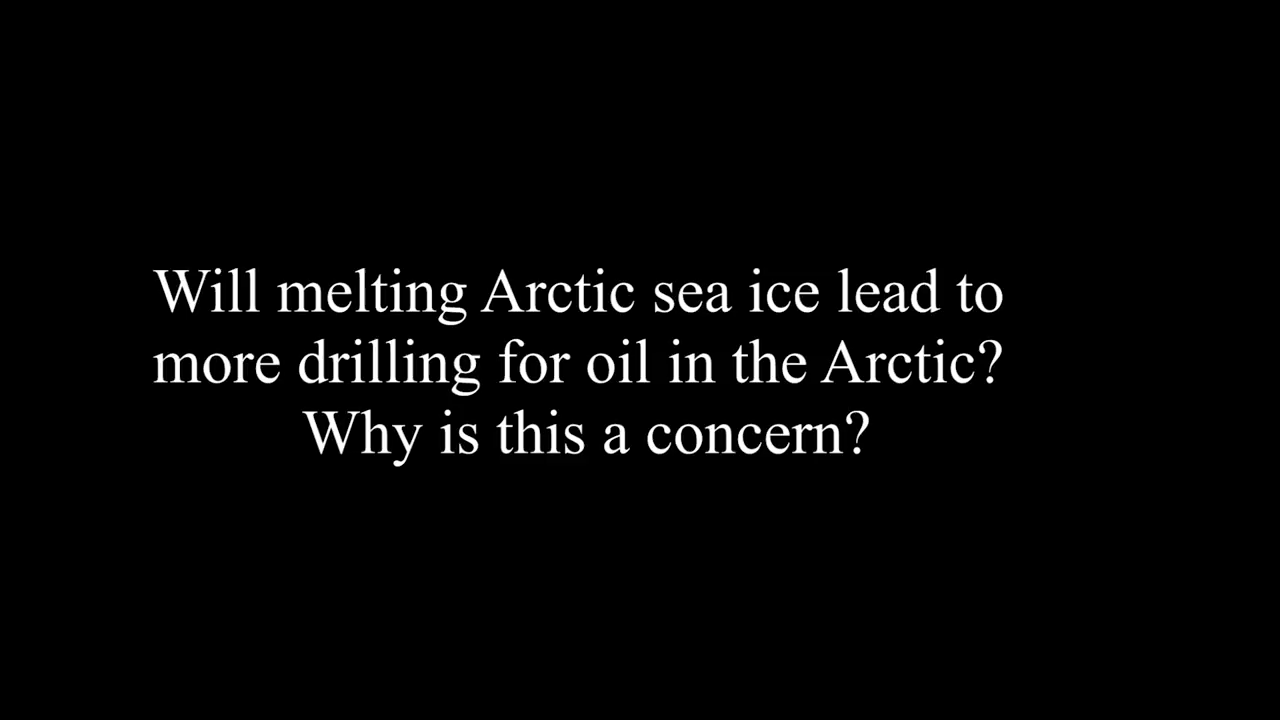 Will melting Arctic sea ice lead to
more drilling for oil in the Arctic?
Why is this a concern?